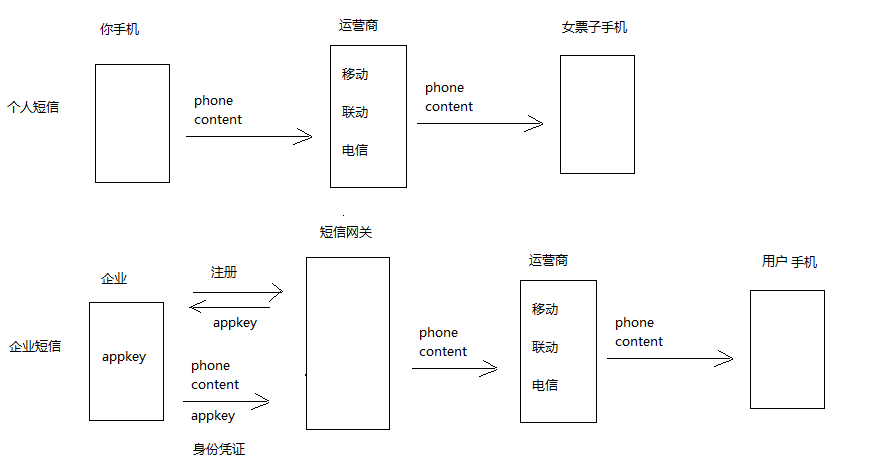 你手机
运营商
女票子手机
个人短信
phone
content
移动
联动
电信
phone
content
短信网关
企业
注册
appkey
运营商
用户 手机
企业短信
appkey
phone
content
appkey
身份凭证
phone
content
移动
联动
电信
phone
content